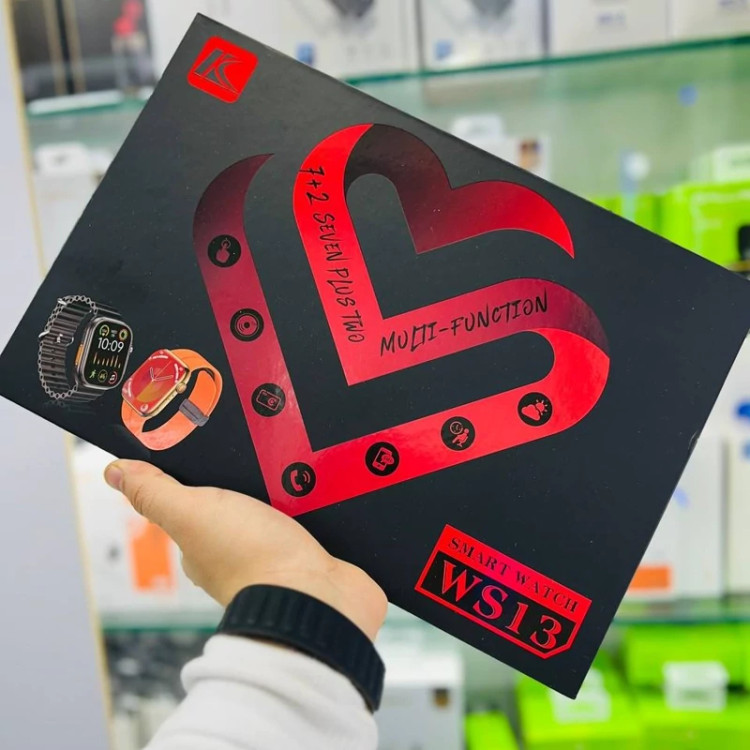 7+2 SEVEN PLUS TWO
MULTI-FUNCTION
10:09
SMART WATCH
WS13